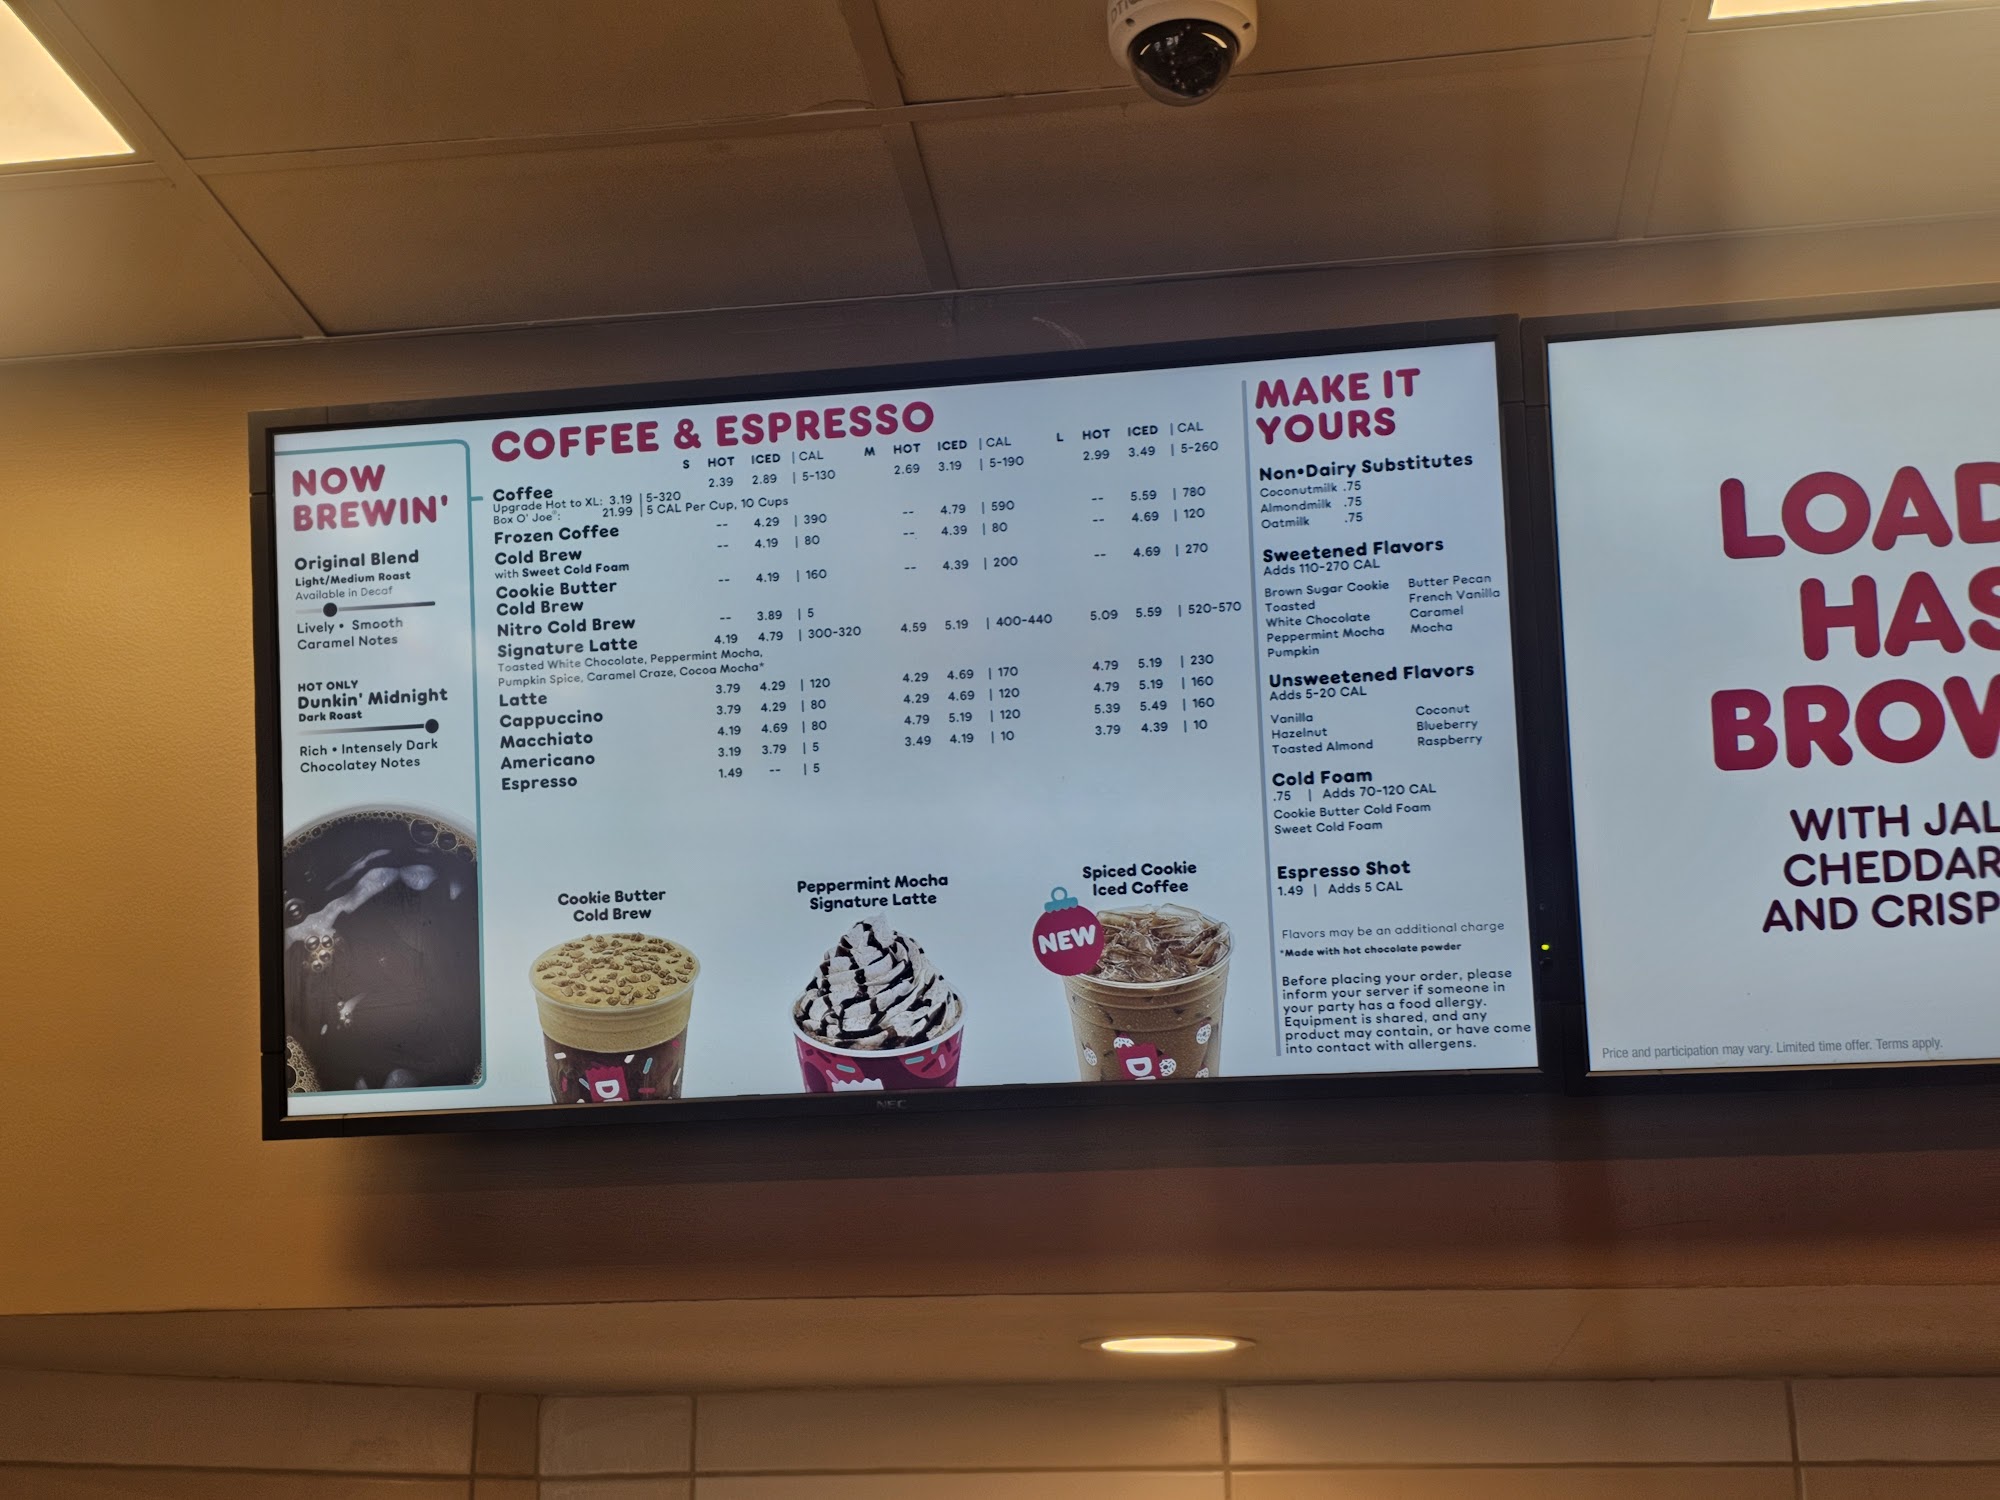 NOW
BREWIN'
Original Blend
Light/Medium Roast
Available in Decaf
Lively • Smooth
Caramel Notes
HOT ONLY
Dunkin' Midnight
Dark Roast
Rich • Intensely Dark
Chocolatey Notes
COFFEE & ESPRESSO
S HOT ICED | CAL M HOT ICED | CAL L HOT ICED | CAL
Coffee 2.39 2.89 | 5-130 2.69 3.19 | 5-190 2.99 3.49 | 5-260
Upgrade Hot to XL: 3.19 | 5-320
Box O' Joe®: 21.99 | 5 CAL Per Cup, 10 Cups
Frozen Coffee -- 4.29 | 390 -- 4.79 | 590 -- 5.59 | 780
Cold Brew -- 4.19 | 80 -- 4.39 | 80 -- 4.69 | 120
with Sweet Cold Foam
Cookie Butter -- 4.19 | 160 -- 4.39 | 200 -- 4.69 | 270
Cold Brew
Nitro Cold Brew -- 3.89 | 5
Signature Latte 4.19 4.79 | 300-320 4.59 5.19 | 400-440 5.09 5.59 | 520-570
Toasted White Chocolate, Peppermint Mocha,
Pumpkin Spice, Caramel Craze, Cocoa Mocha*
Latte 3.79 4.29 | 120 4.29 4.69 | 170 4.79 5.19 | 230
Cappuccino 3.79 4.29 | 80 4.29 4.69 | 120 4.79 5.19 | 160
Macchiato 4.19 4.69 | 80 4.79 5.19 | 120 5.39 5.49 | 160
Americano 3.19 3.79 | 5 3.49 4.19 | 10 3.79 4.39 | 10
Espresso 1.49 -- | 5
Cookie Butter
Cold Brew
Peppermint Mocha
Signature Latte
Spiced Cookie
Iced Coffee
NEW
MAKE IT
YOURS
Non•Dairy Substitutes
Coconutmilk .75
Almondmilk .75
Oatmilk .75
Sweetened Flavors
Adds 110-270 CAL
Brown Sugar Cookie Butter Pecan
Toasted French Vanilla
White Chocolate Caramel
Peppermint Mocha Mocha
Pumpkin
Unsweetened Flavors
Adds 5-20 CAL
Vanilla Coconut
Hazelnut Blueberry
Toasted Almond Raspberry
Cold Foam
.75 | Adds 70-120 CAL
Cookie Butter Cold Foam
Sweet Cold Foam
Espresso Shot
1.49 | Adds 5 CAL
Flavors may be an additional charge
*Made with hot chocolate powder
Before placing your order, please
inform your server if someone in
your party has a food allergy.
Equipment is shared, and any
product may contain, or have come
into contact with allergens.
NEC
LOAD
HAS
BROW
WITH JAL
CHEDDAR
AND CRISP
Price and participation may vary. Limited time offer. Terms apply.